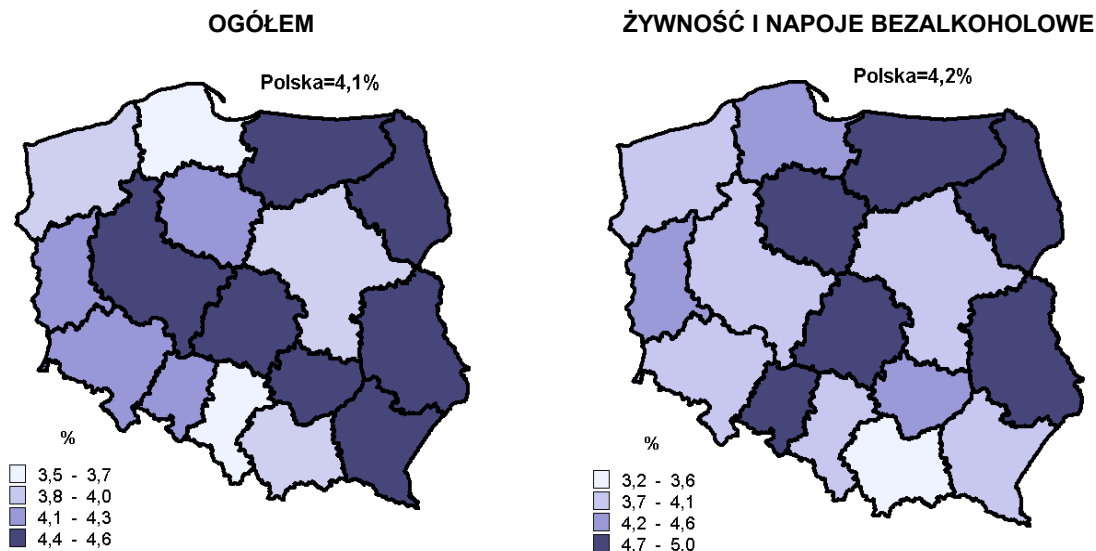 OGÓŁEM
Polska=4,1%
%
3,5 - 3,7
3,8 - 4,0
4,1 - 4,3
4,4 - 4,6
ŻYWNOŚĆ I NAPOJE BEZALKOHOLOWE
Polska=4,2%
%
3,2 - 3,6
3,7 - 4,1
4,2 - 4,6
4,7 - 5,0